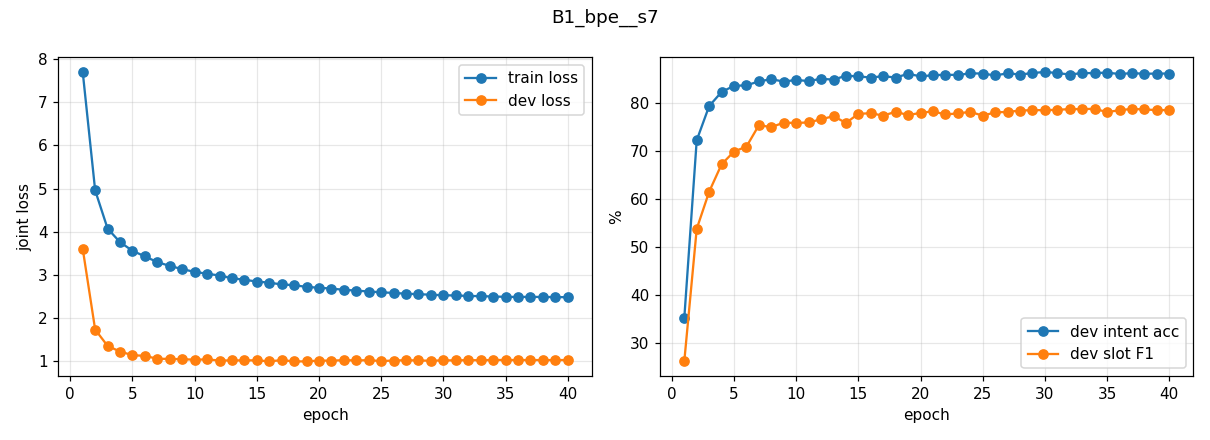 B1_bpe__s7
joint loss
8
7
6
5
4
3
2
1
0 5 10 15 20 25 30 35 40
epoch
train loss
dev loss
%
80
70
60
50
40
30
0 5 10 15 20 25 30 35 40
epoch
dev intent acc
dev slot F1